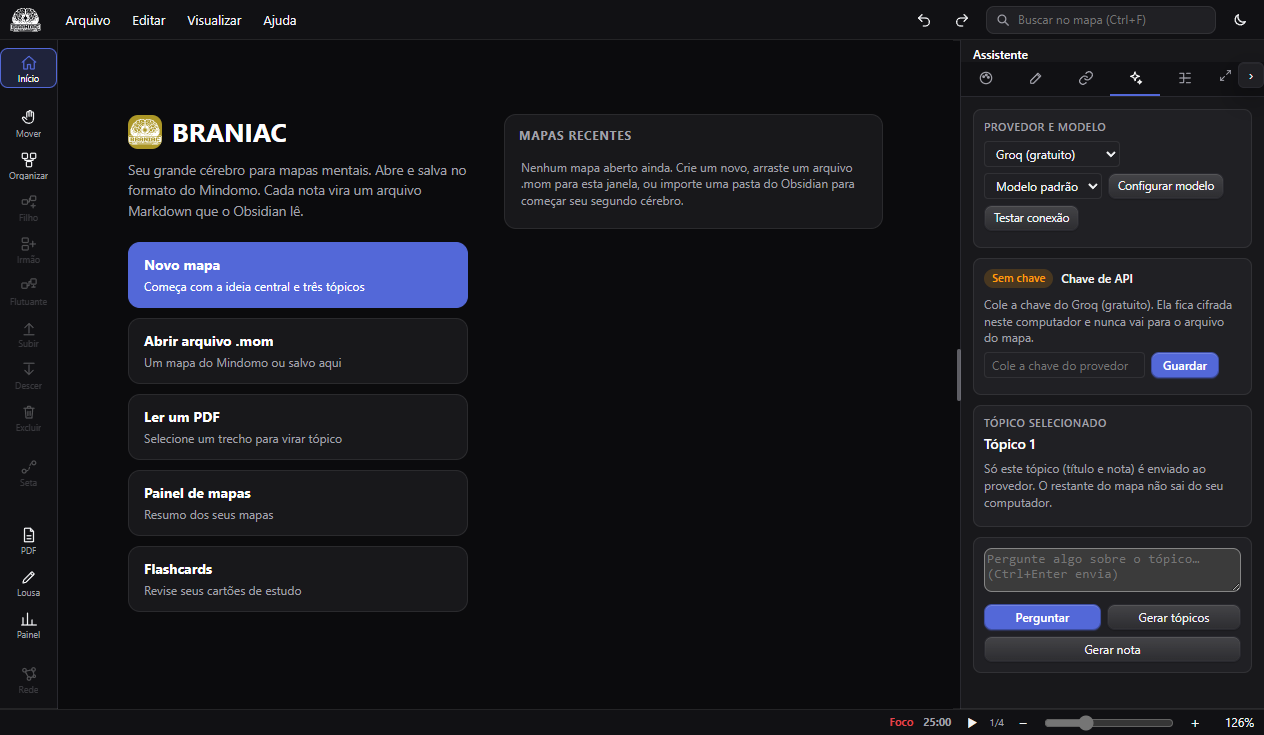 BRANIAC
Arquivo
Editar
Visualizar
Ajuda
Buscar no mapa (Ctrl+F)
Início
Mover
Organizar
Filho
Irmão
Flutuante
Subir
Descer
Excluir
Seta
PDF
Lousa
Painel
Rede
BRANIAC
BRANIAC
Seu grande cérebro para mapas mentais. Abre e salva no
formato do Mindomo. Cada nota vira um arquivo
Markdown que o Obsidian lê.
Novo mapa
Começa com a ideia central e três tópicos
Abrir arquivo .mom
Um mapa do Mindomo ou salvo aqui
Ler um PDF
Selecione um trecho para virar tópico
Painel de mapas
Resumo dos seus mapas
Flashcards
Revise seus cartões de estudo
MAPAS RECENTES
Nenhum mapa aberto ainda. Crie um novo, arraste um arquivo
.mom para esta janela, ou importe uma pasta do Obsidian para
começar seu segundo cérebro.
Assistente
PROVEDOR E MODELO
Groq (gratuito)
Modelo padrão
Configurar modelo
Testar conexão
Sem chave
Chave de API
Cole a chave do Groq (gratuito). Ela fica cifrada
neste computador e nunca vai para o arquivo
do mapa.
Cole a chave do provedor
Guardar
TÓPICO SELECIONADO
Tópico 1
Só este tópico (título e nota) é enviado ao
provedor. O restante do mapa não sai do seu
computador.
Pergunte algo sobre o tópico…
(Ctrl+Enter envia)
Perguntar
Gerar tópicos
Gerar nota
Foco
25:00
1/4
126%